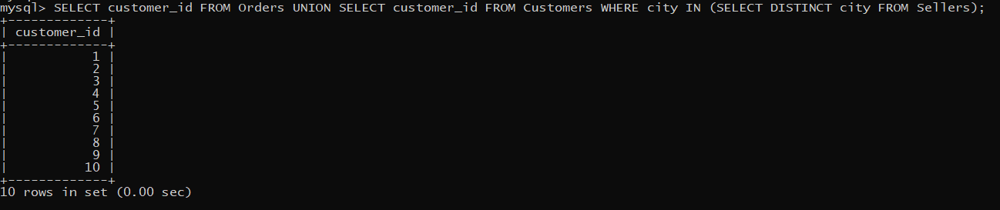 mysql> SELECT customer_id FROM Orders UNION SELECT customer_id FROM Customers WHERE city IN (SELECT DISTINCT city FROM Sellers);
+-------------+
| customer_id |
+-------------+
|           1 |
|           2 |
|           3 |
|           4 |
|           5 |
|           6 |
|           7 |
|           8 |
|           9 |
|          10 |
+-------------+
10 rows in set (0.00 sec)